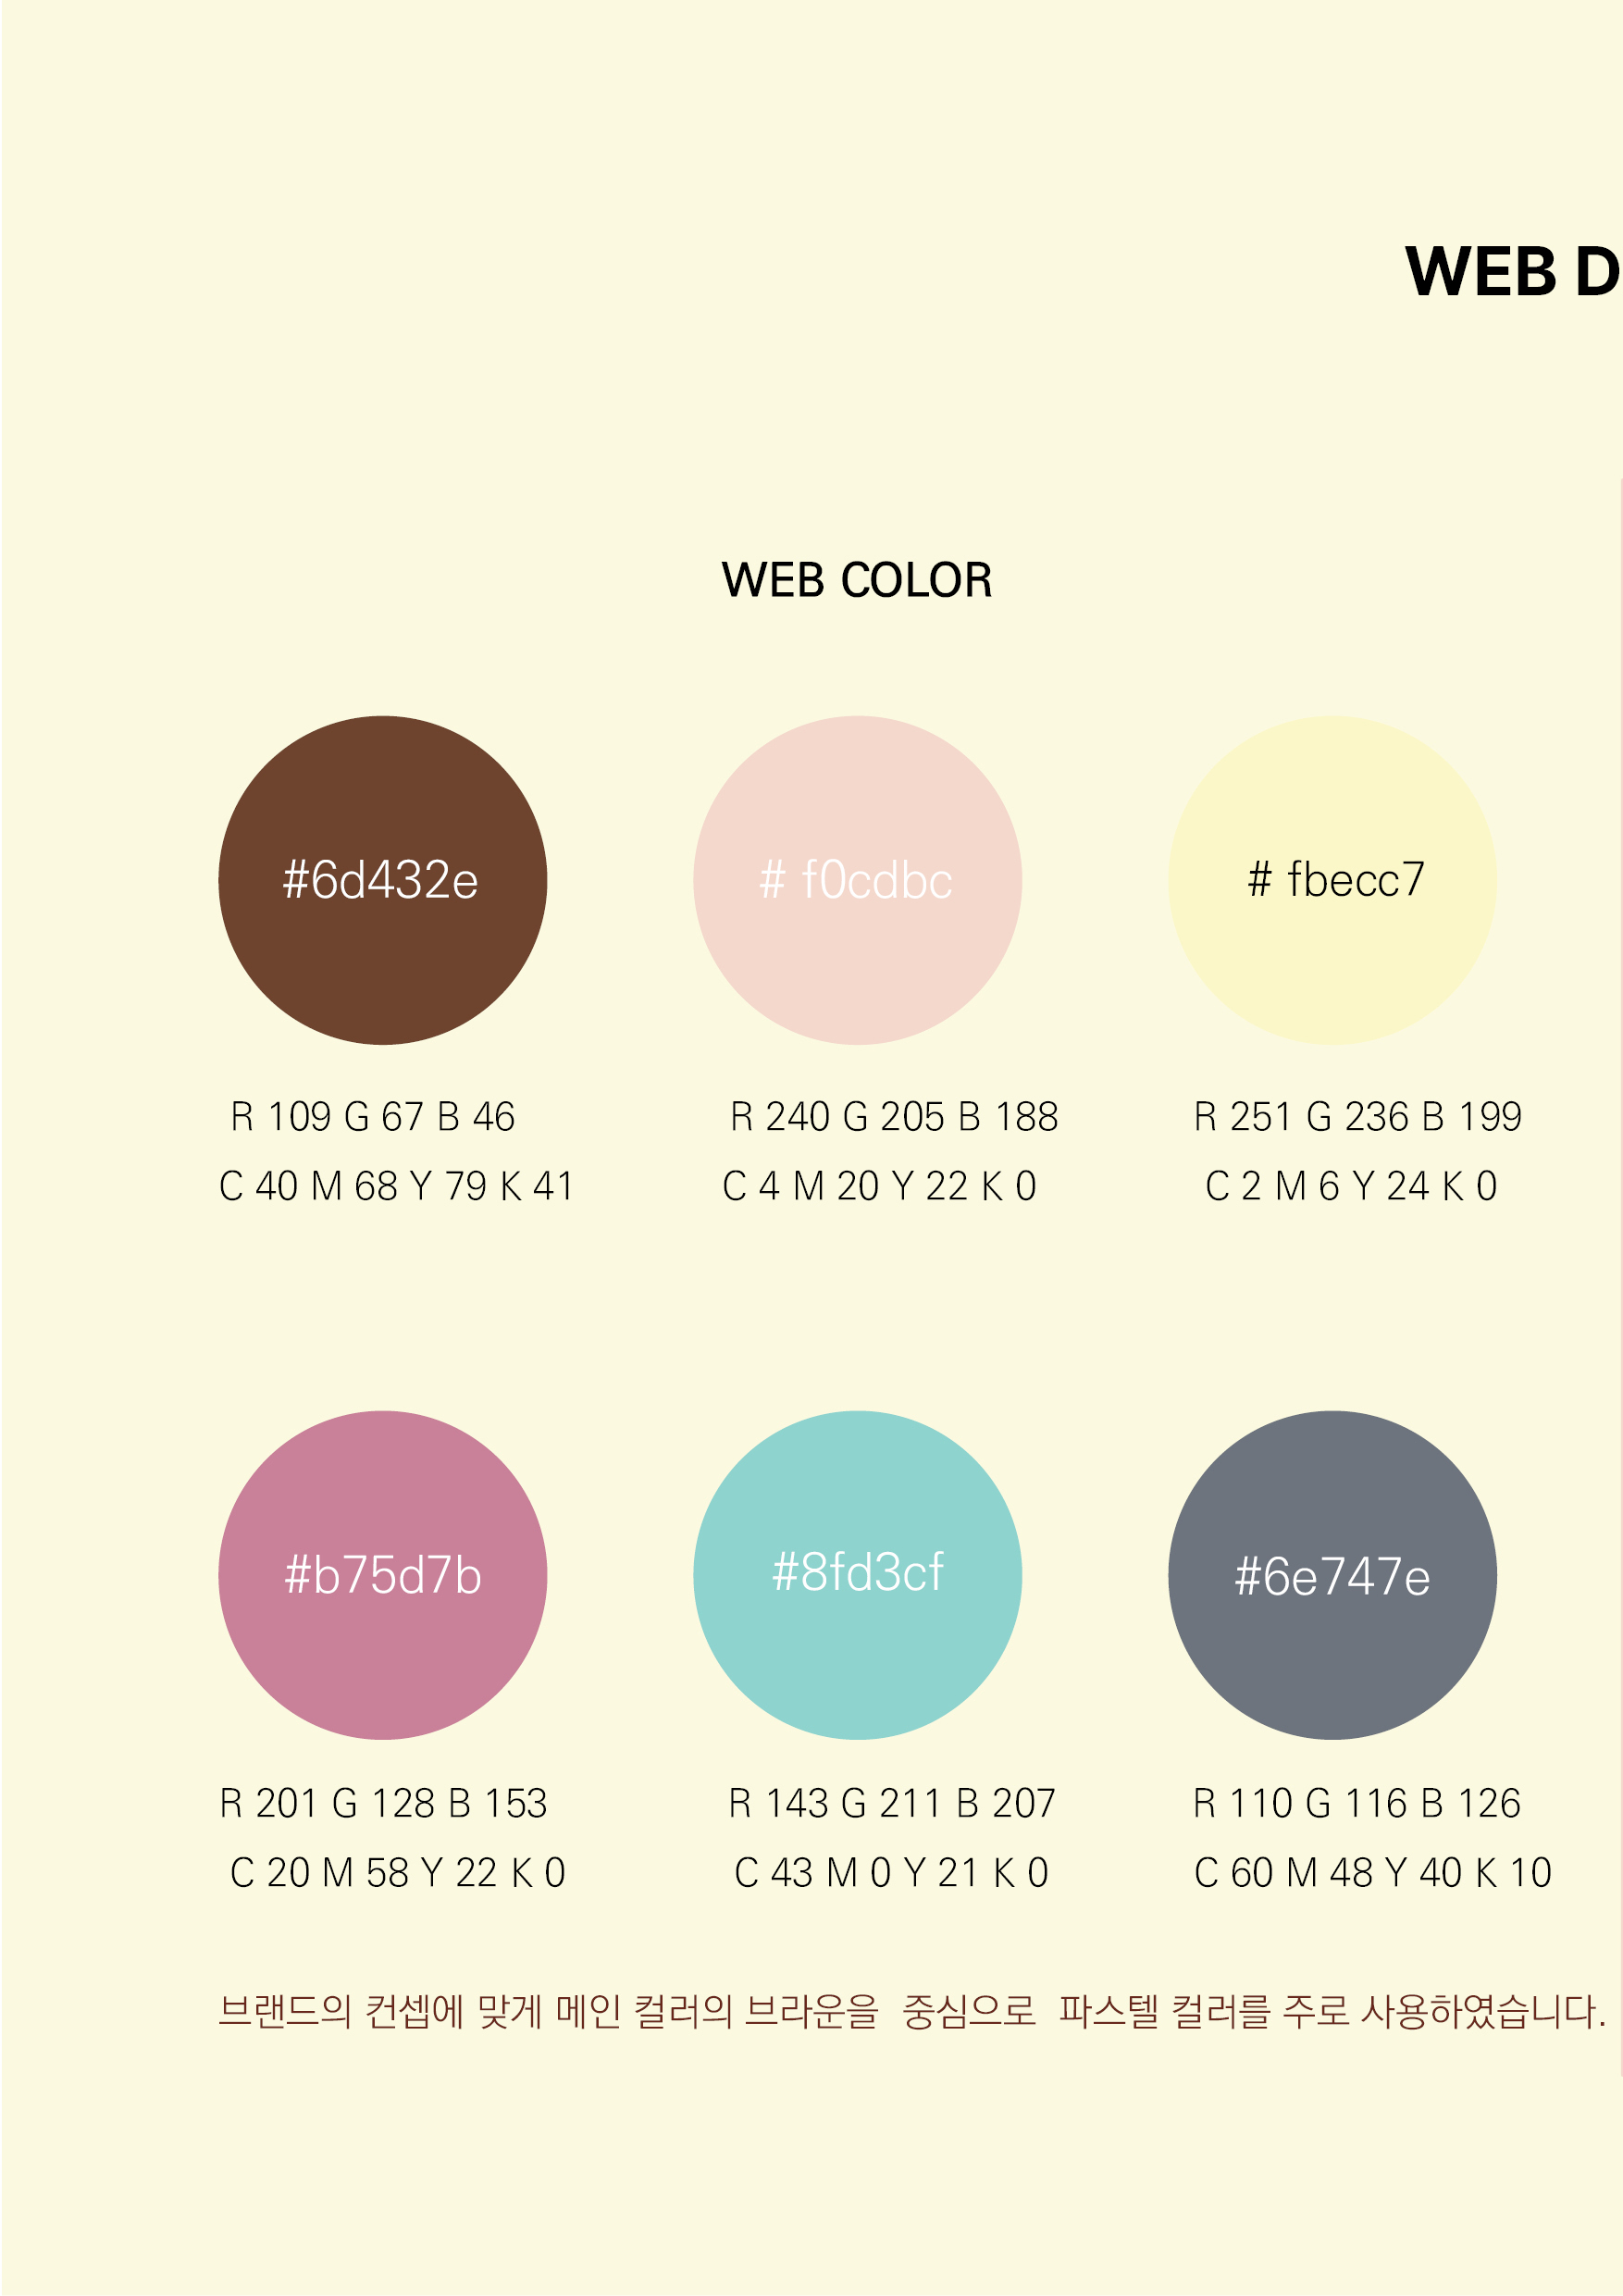 WEB D
WEB COLOR
#6d432e
# f0cdbc
# fbecc7
R 109 G 67 B 46
R 240 G 205 B 188
R 251 G 236 B 199
C 40 M 68 Y 79 K 41
C 4 M 20 Y 22 K 0
C 2 M 6 Y 24 K 0
#b75d7b
#8fd3cf
#6e747e
R 201 G 128 B 153
R 143 G 211 B 207
R 110 G 116 B 126
C 20 M 58 Y 22 K 0
C 43 M 0 Y 21 K 0
C 60 M 48 Y 40 K 10
브랜드의 컨셉에 맞게 메인 컬러의 브라운을 중심으로 파스텔 컬러를 주로 사용하였습니다.